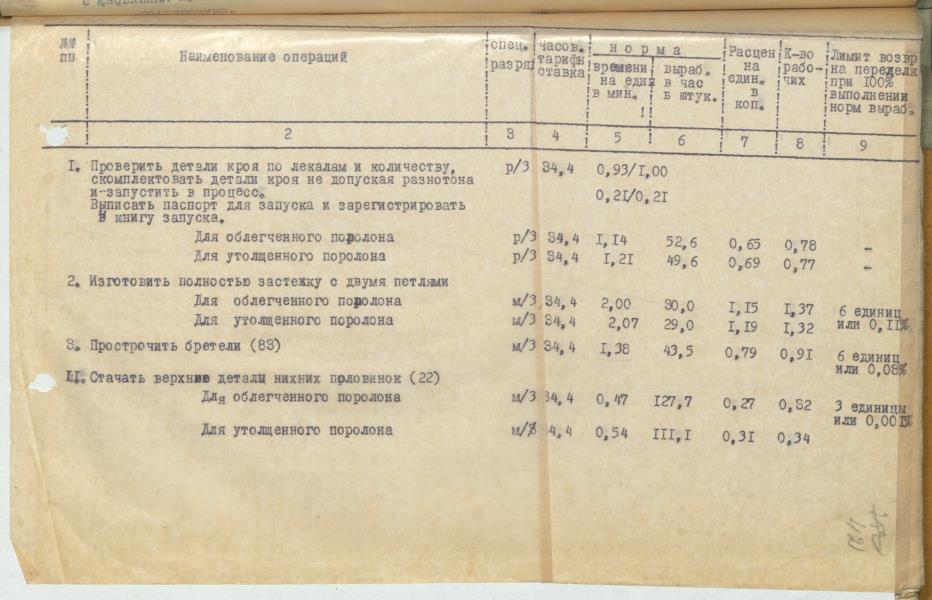 №№ спец. Часов. н о р м а Расцен К-во Лимит возвр
пп Наименование операций разряд тарифн времени выраб. на рабо- на переделк
ставка на един в час един. чих при 100%
в мин. в штук. в выполнении
! коп. норм выраб.
2 3 4 5 6 7 8 9
I. Проверить детали кроя по лекалам и количеству, р/3 34,4 0,93/I,00
скомплектовать детали кроя не допуская разнотона
и-запустить в процесс. 0,2I/0,2I
Выписать паспорт для запуска и зарегистрировать
в книгу запуска.
Для облегченного поролона р/3 34,4 I,I4 52,6 0,65 0,78 -
Для утолщенного поролона р/3 34,4 I,2I 49,6 0,69 0,77 -
2. Изготовить полностью застежку с двумя петлями
Для облегченного поролона м/3 34,4 2,00 30,0 I,I5 I,37 6 единиц
Для утолщенного поролона м/3 34,4 2,07 29,0 I,I9 I,32 или 0,II%
3. Прострочить бретели (83) м/3 34,4 I,38 43,5 0,79 0,9I 6 единиц
или 0,08%
4. Стачать верхние детали нихних половинок (22)
Для облегченного поролона м/3 34,4 0,47 I27,7 0,27 0,32 3 единицы
или 0,00I%
Для утолщенного поролона м/3 34,4 0,54 III,I 0,3I 0,34